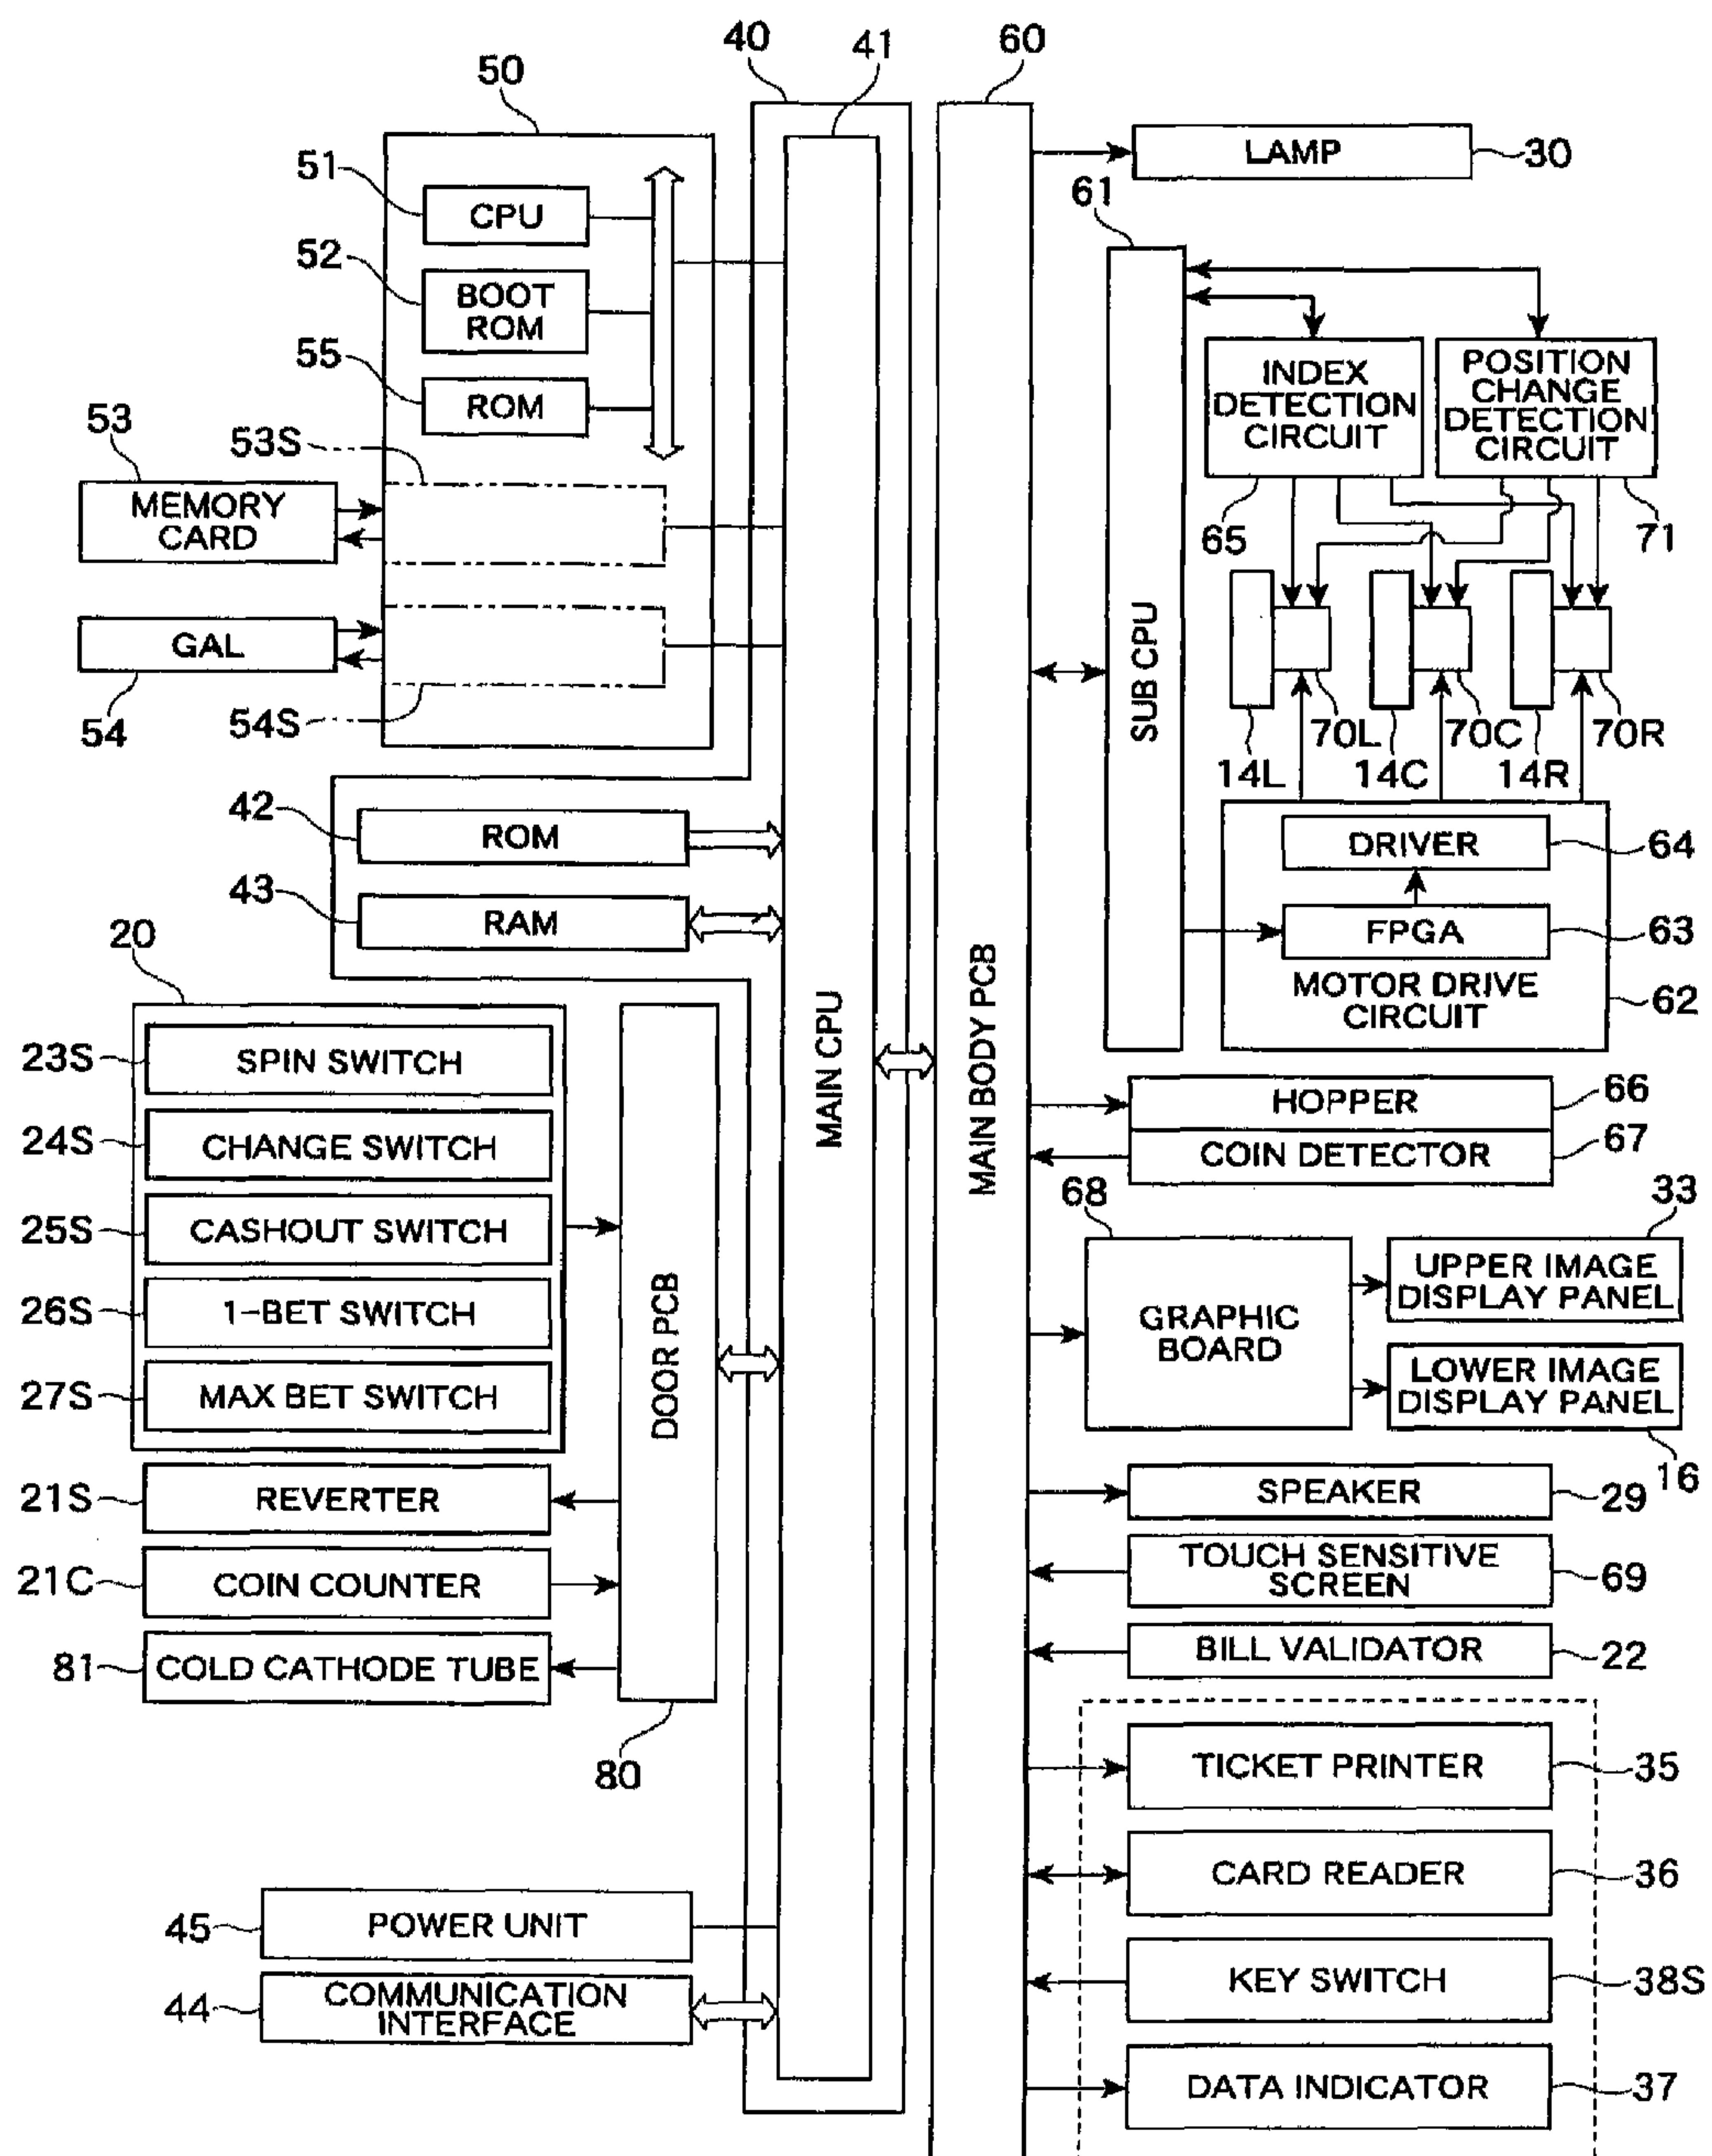 40
41
60
50
LAMP
30
51
CPU
61
52
BOOT
ROM
55
ROM
INDEX
DETECTION
CIRCUIT
POSITION
CHANGE
DETECTION
CIRCUIT
53
53S
MEMORY
CARD
65
71
GAL
54
54S
SUB CPU
70L
70C
70R
14L
14C
14R
42
ROM
DRIVER
64
43
RAM
FPGA
63
MOTOR DRIVE
CIRCUIT
62
20
MAIN CPU
MAIN BODY PCB
23S
SPIN SWITCH
24S
CHANGE SWITCH
25S
CASHOUT SWITCH
26S
1-BET SWITCH
27S
MAX BET SWITCH
DOOR PCB
HOPPER
66
COIN DETECTOR
67
68
33
GRAPHIC
BOARD
UPPER IMAGE
DISPLAY PANEL
LOWER IMAGE
DISPLAY PANEL
16
21S
REVERTER
SPEAKER
29
21C
COIN COUNTER
TOUCH SENSITIVE
SCREEN
69
81
COLD CATHODE TUBE
BILL VALIDATOR
22
80
TICKET PRINTER
35
CARD READER
36
45
POWER UNIT
KEY SWITCH
38S
44
COMMUNICATION
INTERFACE
DATA INDICATOR
37